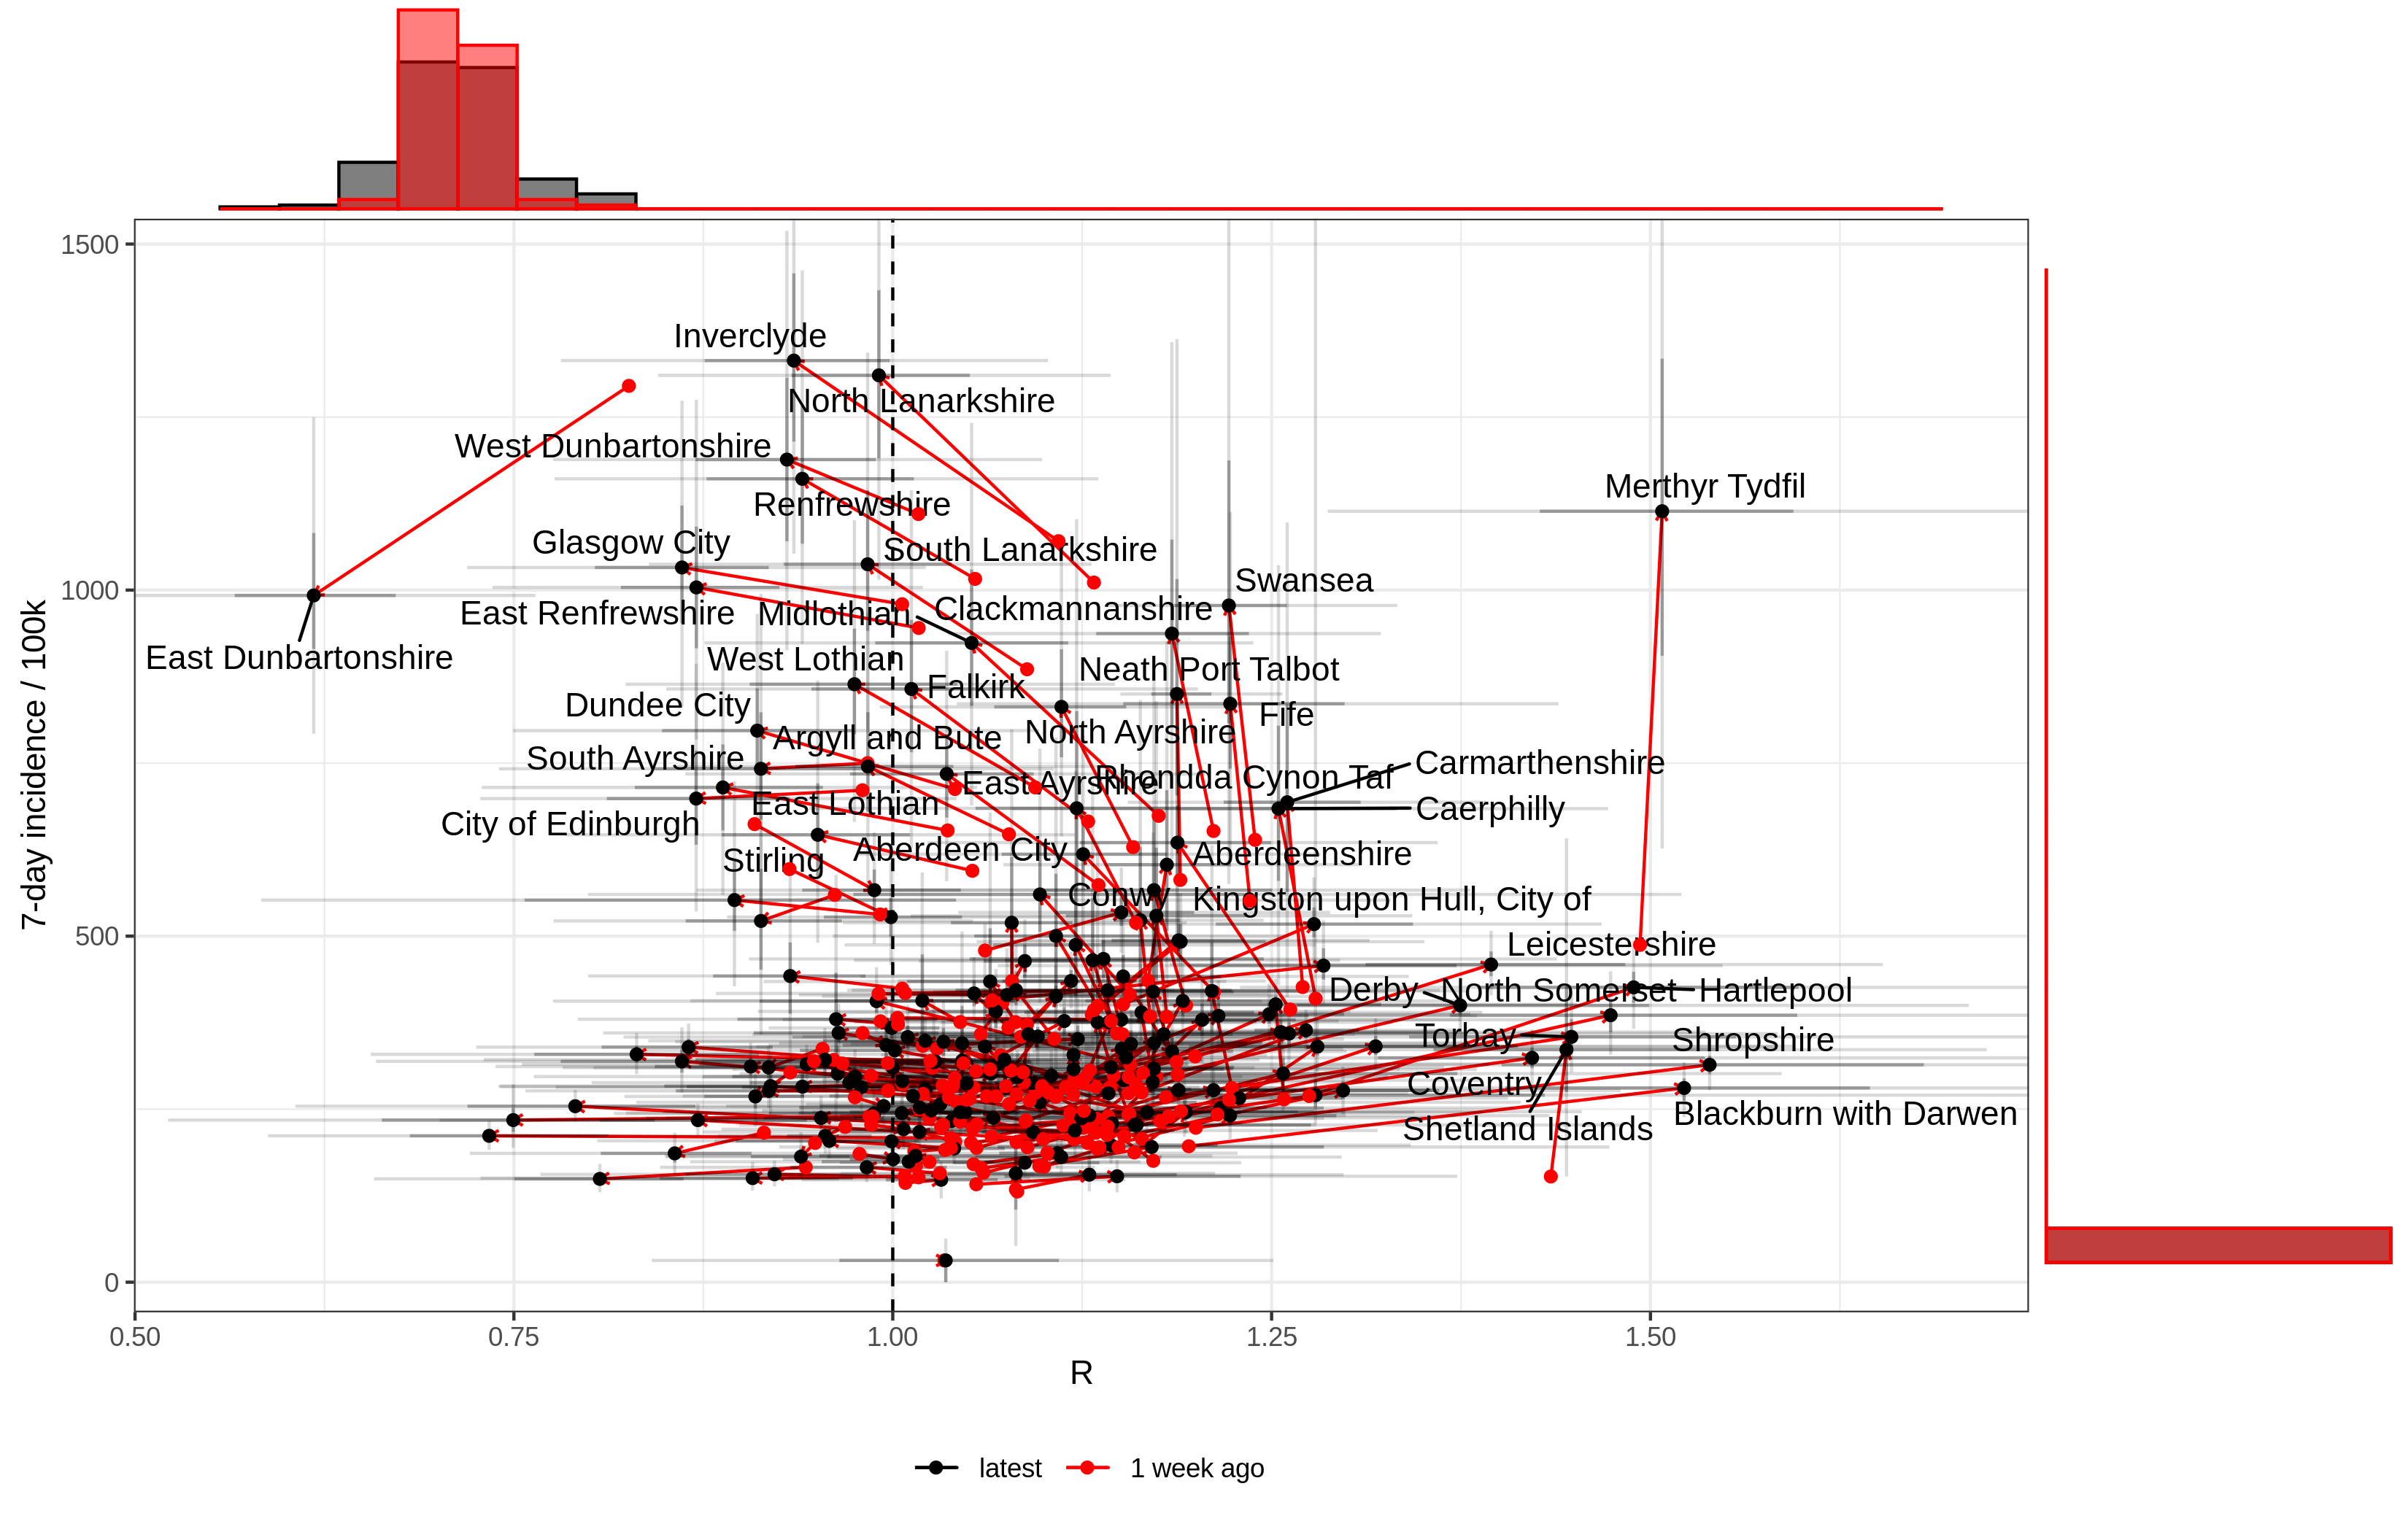 1500
Inverclyde
North Lanarkshire
West Dunbartonshire
Merthyr Tydfil
Renfrewshire
Glasgow City
South Lanarkshire
1000
Swansea
East Renfrewshire
Midlothian
Clackmannanshire
East Dunbartonshire
West Lothian
Neath Port Talbot
Falkirk
Dundee City
Fife
Argyll and Bute
North Ayrshire
South Ayrshire
Carmarthenshire
East Ayrshire
Rhondda Cynon Taf
East Lothian
Caerphilly
City of Edinburgh
Stirling
Aberdeen City
Aberdeenshire
Conwy
Kingston upon Hull, City of
500
Leicestershire
Derby
North Somerset
Hartlepool
Torbay
Shropshire
Coventry
Blackburn with Darwen
Shetland Islands
0
7-day incidence / 100k
0.50
0.75
1.00
1.25
1.50
R
latest
1 week ago